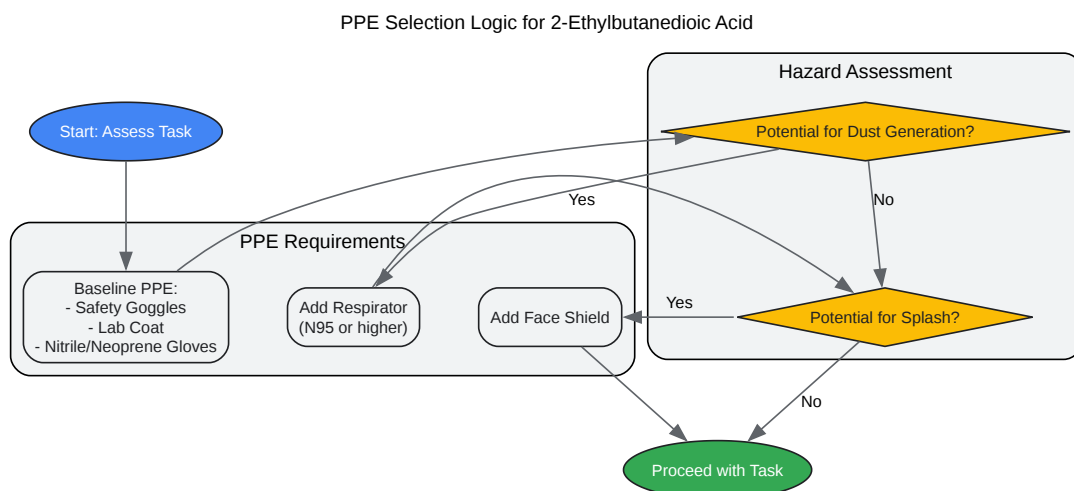 PPE Selection Logic for 2-Ethylbutanedioic Acid
Hazard Assessment
Start: Assess Task
Potential for Dust Generation?
Yes
No
PPE Requirements
Baseline PPE:
- Safety Goggles
- Lab Coat
- Nitrile/Neoprene Gloves
Add Respirator
(N95 or higher)
Add Face Shield
Yes
Potential for Splash?
No
Proceed with Task